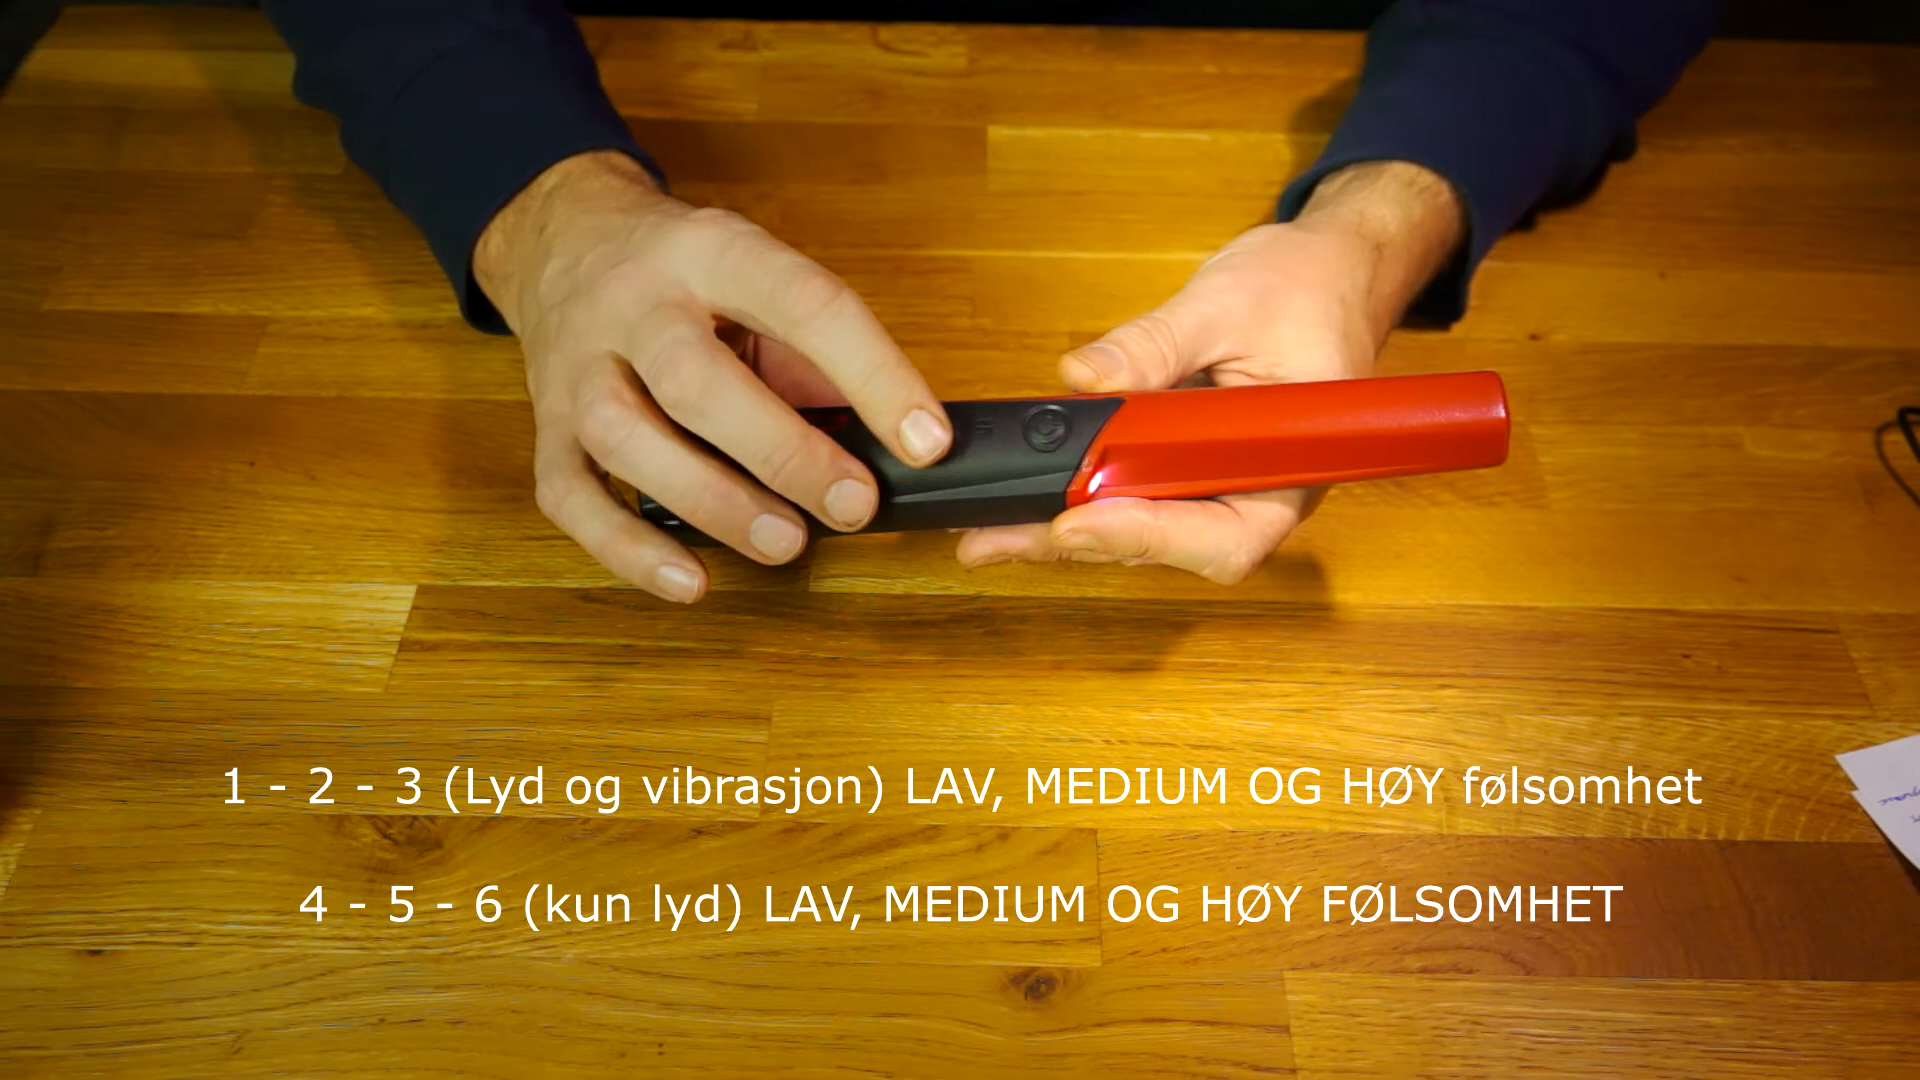 1 - 2 - 3 (Lyd og vibrasjon) LAV, MEDIUM OG HØY følsomhet
4 - 5 - 6 (kun lyd) LAV, MEDIUM OG HØY FØLSOMHET